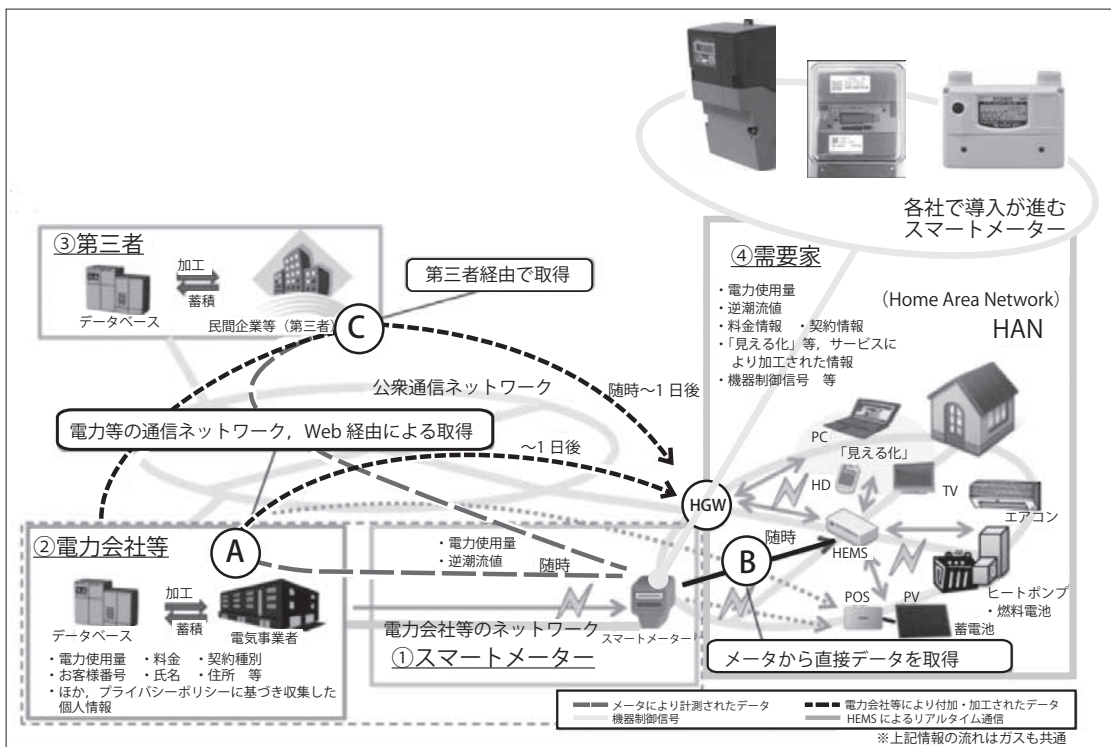 各社で導入が進む
スマートメーター
③第三者
加工
蓄積
データベース
民間企業等（第三者）
C
第三者経由で取得
④需要家
・電力使用量
・逆潮流値
・料金情報　・契約情報
・「見える化」等，サービスに
より加工された情報
・機器制御信号　等
(Home Area Network)
HAN
公衆通信ネットワーク
随時～1 日後
電力等の通信ネットワーク，Web 経由による取得
～1 日後
PC
「見える化」
HD
TV
エアコン
HGW
HEMS
随時
B
ヒートポンプ
・燃料電池
POS
PV
蓄電池
②電力会社等
A
加工
蓄積
データベース
電気事業者
・電力使用量　・料金　・契約種別
・お客様番号　・氏名　・住所　等
・ほか，プライバシーポリシーに基づき収集した
個人情報
・電力使用量
・逆潮流値
随時
電力会社等のネットワーク
スマートメーター
①スマートメーター
メータから直接データを取得
メータにより計測されたデータ
電力会社等により付加・加工されたデータ
機器制御信号
HEMS によるリアルタイム通信
※上記情報の流れはガスも共通